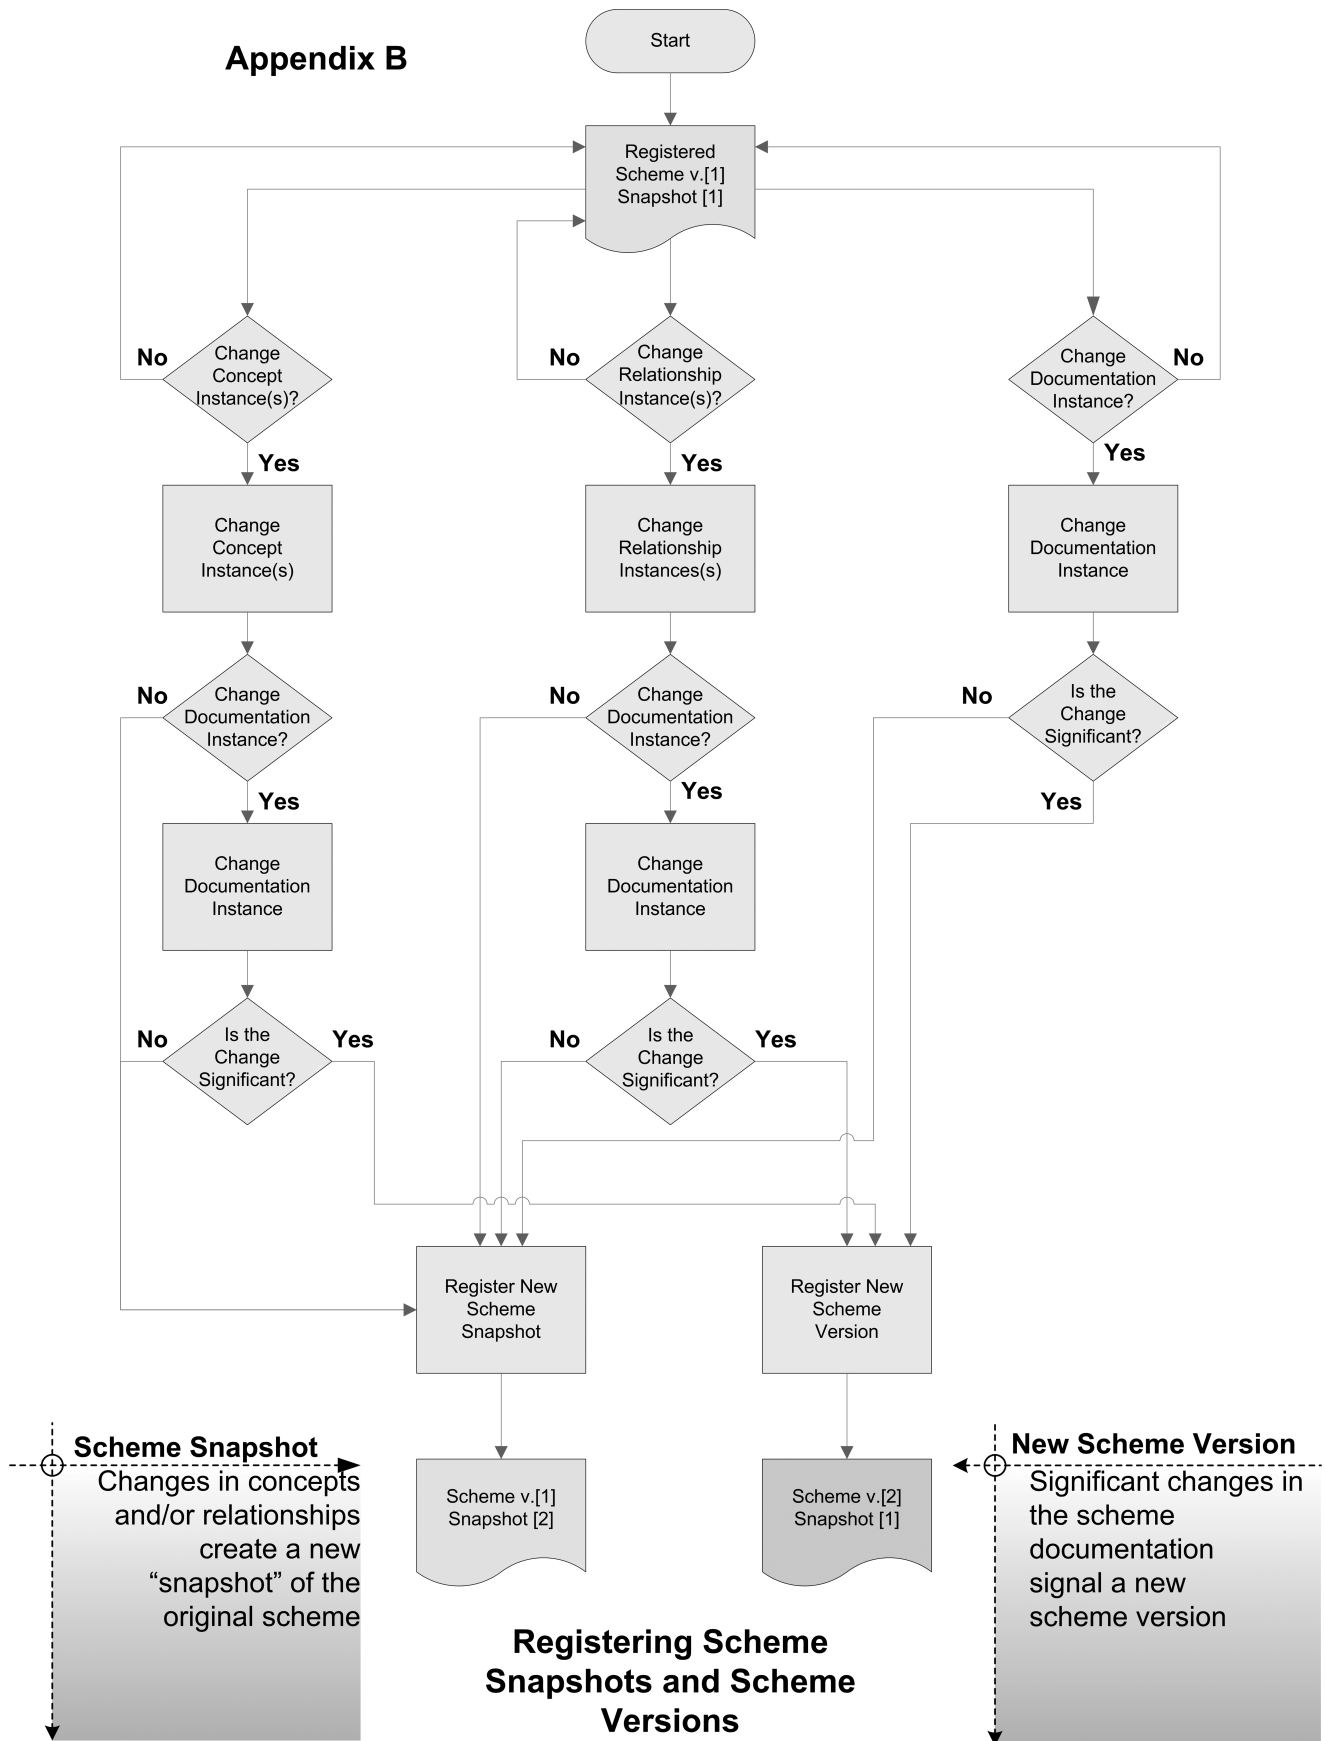 Appendix B
Start
Registered
Scheme v.[1]
Snapshot [1]
No
Change
Concept
Instance(s)?
No
Change
Relationship
Instance(s)?
Change
Documentation
Instance?
No
Yes
Yes
Yes
Change
Concept
Instance(s)
Change
Relationship
Instances(s)
Change
Documentation
Instance
No
Change
Documentation
Instance?
No
Change
Documentation
Instance?
No
Is the
Change
Significant?
Yes
Yes
Yes
Change
Documentation
Instance
Change
Documentation
Instance
No
Is the
Change
Significant?
Yes
No
Is the
Change
Significant?
Yes
Register New
Scheme
Snapshot
Register New
Scheme
Version
Scheme Snapshot
Changes in concepts
and/or relationships
create a new
“snapshot” of the
original scheme
Scheme v.[1]
Snapshot [2]
Scheme v.[2]
Snapshot [1]
New Scheme Version
Significant changes in
the scheme
documentation
signal a new
scheme version
Registering Scheme
Snapshots and Scheme
Versions